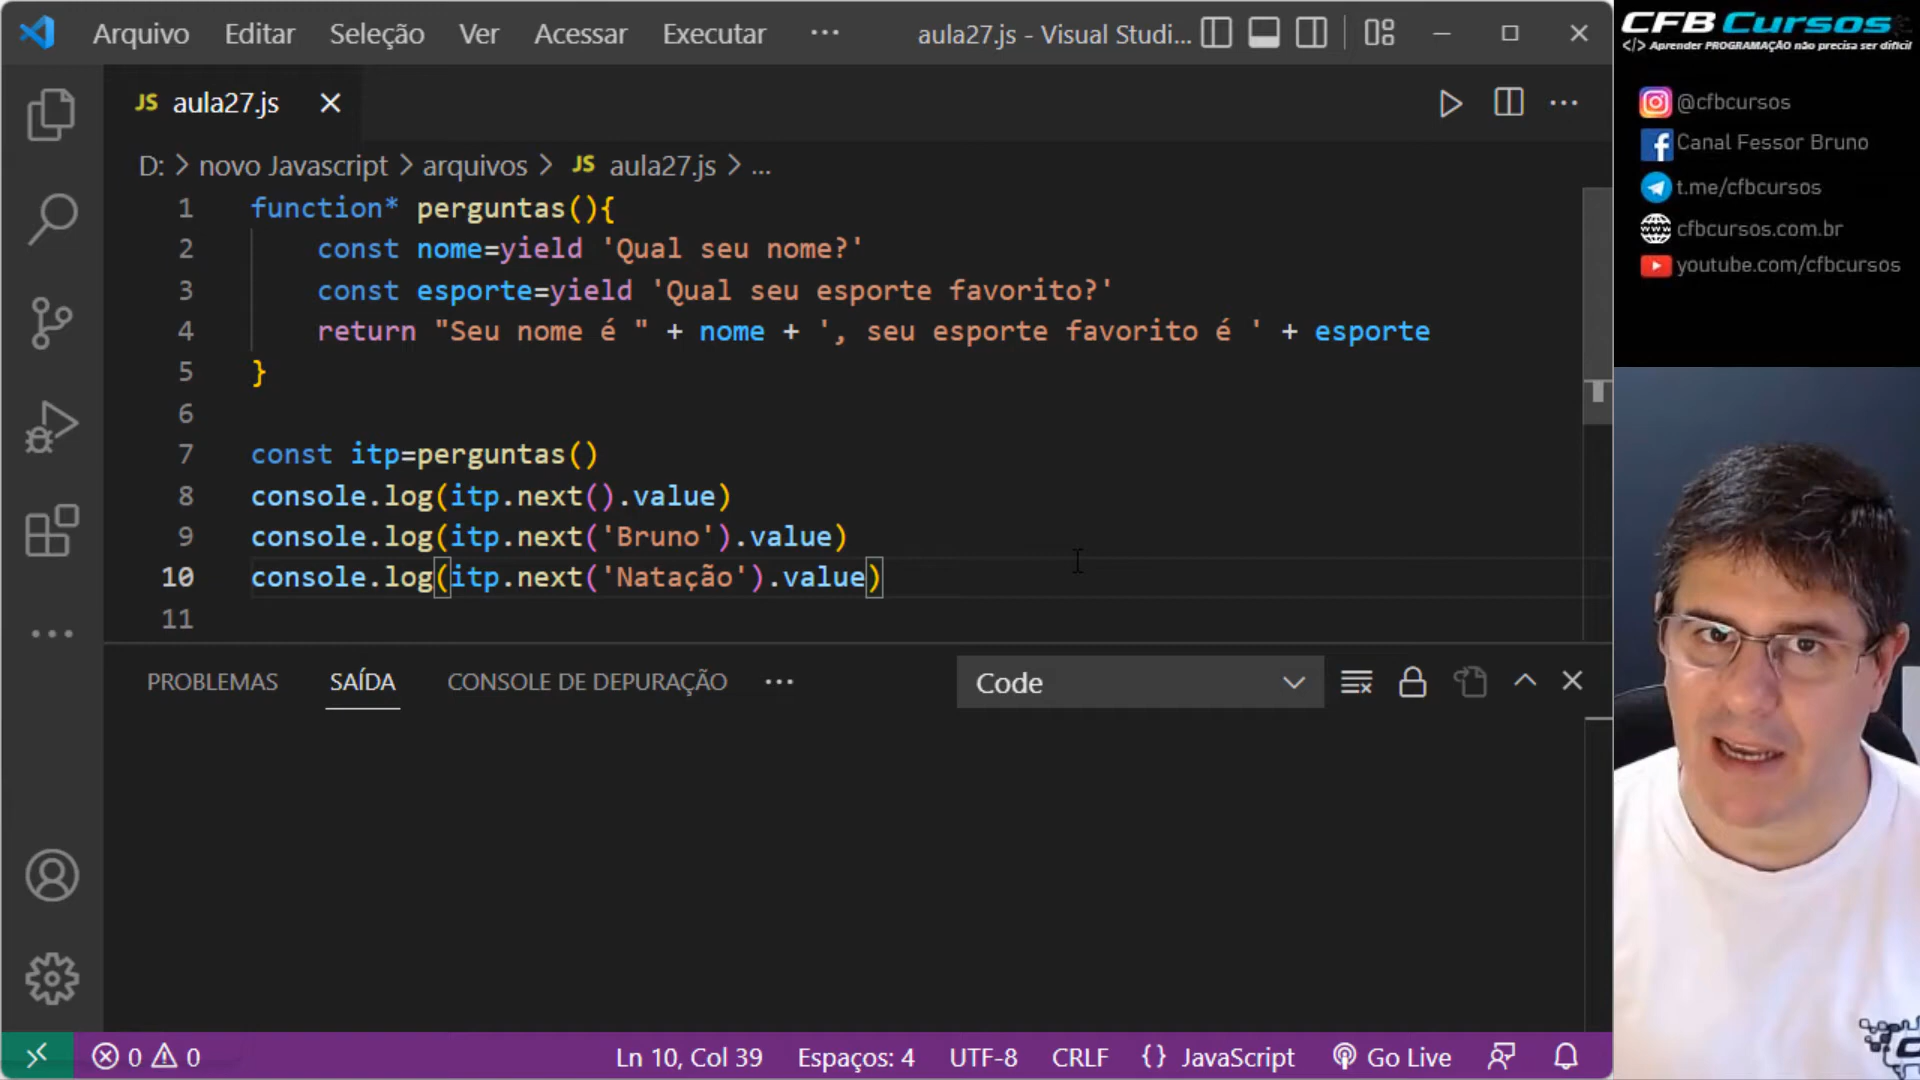 Arquivo Editar Seleção Ver Acessar Executar ··· aula27.js - Visual Studi...
JS aula27.js
D: > novo Javascript > arquivos > JS aula27.js > ...
1 function* perguntas(){
2 const nome=yield 'Qual seu nome?'
3 const esporte=yield 'Qual seu esporte favorito?'
4 return "Seu nome é " + nome + ', seu esporte favorito é ' + esporte
5 }
6
7 const itp=perguntas()
8 console.log(itp.next().value)
9 console.log(itp.next('Bruno').value)
10 console.log(itp.next('Natação').value)
11
PROBLEMAS SAÍDA CONSOLE DE DEPURAÇÃO ··· Code
0 0 Ln 10, Col 39 Espaços: 4 UTF-8 CRLF {} JavaScript Go Live
CFB Cursos
</> Aprender PROGRAMAÇÃO não precisa ser difícil
@cfbcursos
Canal Fessor Bruno
t.me/cfbcursos
cfbcursos.com.br
youtube.com/cfbcursos